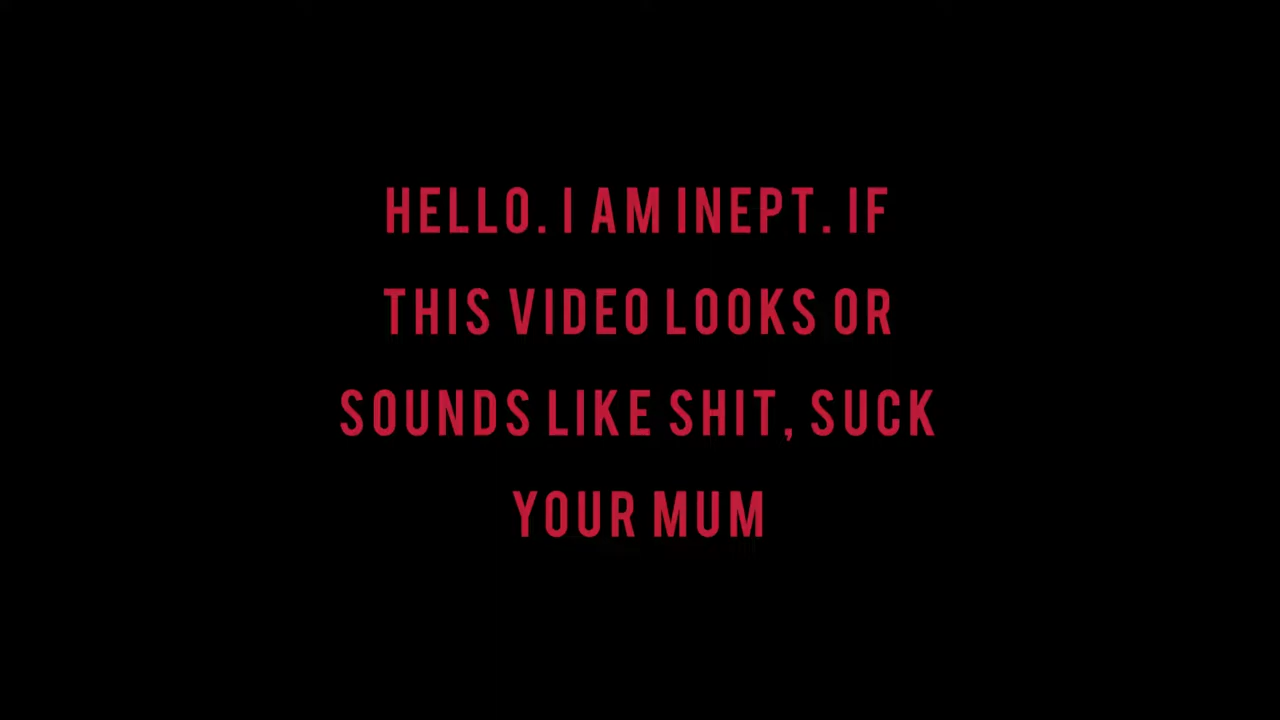 HELLO. I AM INEPT. IF
THIS VIDEO LOOKS OR
SOUNDS LIKE SHIT, SUCK
YOUR MUM